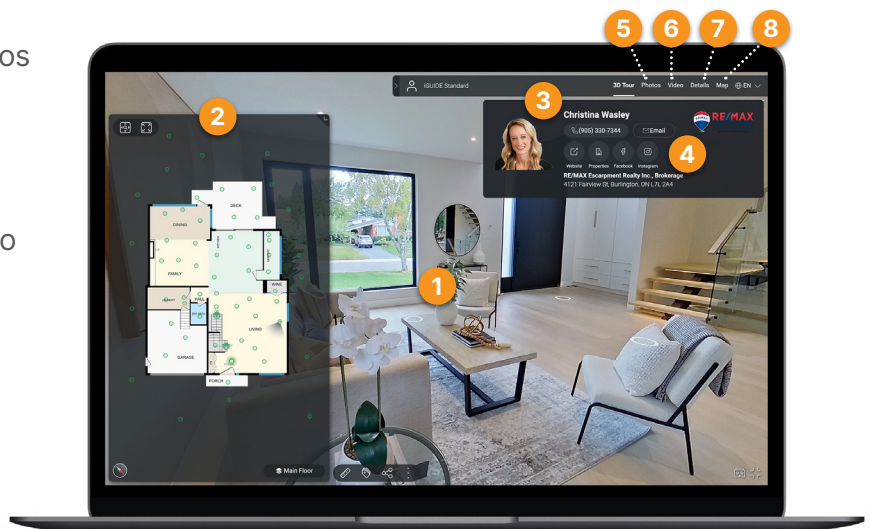 5 6 7 8
os
o
iGUIDE Standard
3D Tour Photos Video Details Map EN
3
Christina Wasley
(905) 330-7344 Email
RE/MAX
4
Website Properties Facebook Instagram
RE/MAX Escarpment Realty Inc., Brokerage
4121 Fairview St, Burlington, ON L7L 2A4
2
DECK
DINING
FAMILY
WINE
HALL
LIVING
GARAGE
PORCH
1
Main Floor